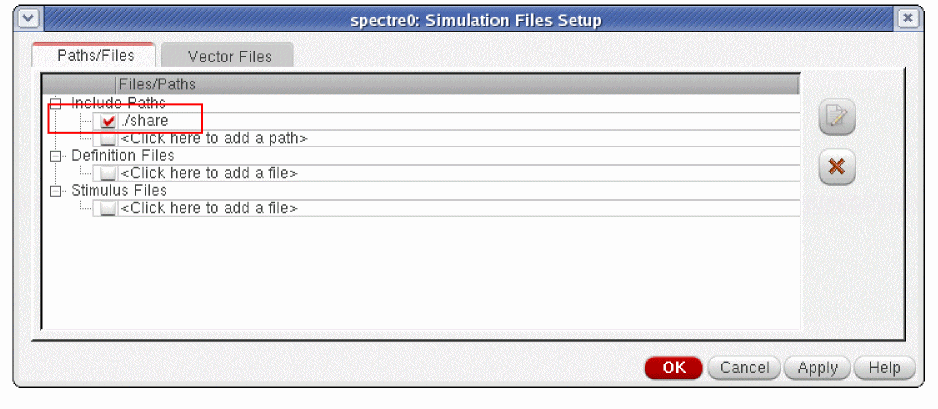 spectre0: Simulation Files Setup
Paths/Files
Vector Files
Files/Paths
Include Paths
./share
<Click here to add a path>
Definition Files
<Click here to add a file>
Stimulus Files
<Click here to add a file>
OK
Cancel
Apply
Help